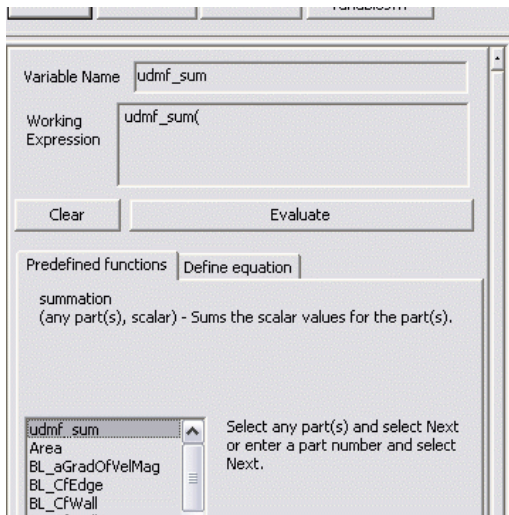 Variable Name udmf_sum
Working Expression udmf_sum(
Clear Evaluate
Predefined functions Define equation
summation
(any part(s), scalar) - Sums the scalar values for the part(s).
udmf_sum
Area
BL_aGradOfVelMag
BL_CfEdge
BL_CfWall
Select any part(s) and select Next
or enter a part number and select
Next.